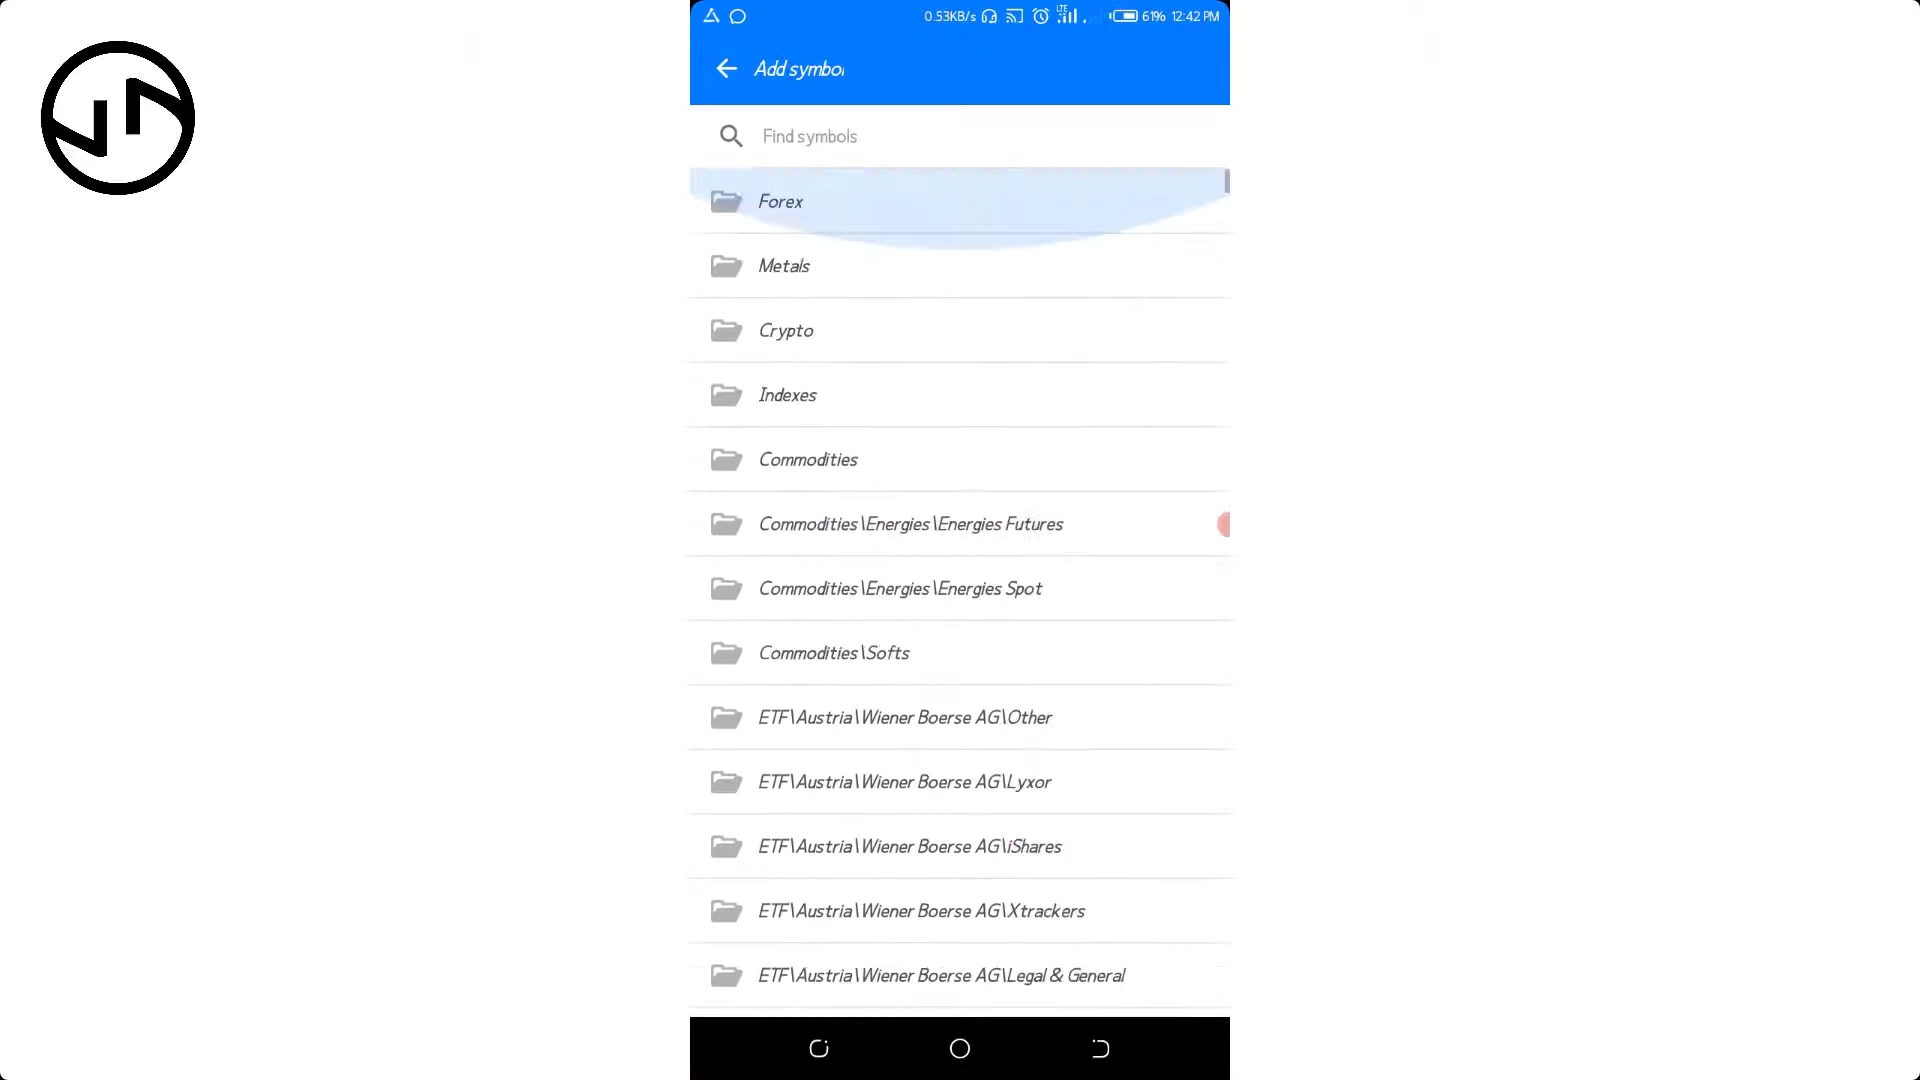 0.53KB/s LTE 61% 12:42 PM
Add symbol
Find symbols
Forex
Metals
Crypto
Indexes
Commodities
Commodities\Energies\Energies Futures
Commodities\Energies\Energies Spot
Commodities\Softs
ETF\Austria\Wiener Boerse AG\Other
ETF\Austria\Wiener Boerse AG\Lyxor
ETF\Austria\Wiener Boerse AG\iShares
ETF\Austria\Wiener Boerse AG\Xtrackers
ETF\Austria\Wiener Boerse AG\Legal & General